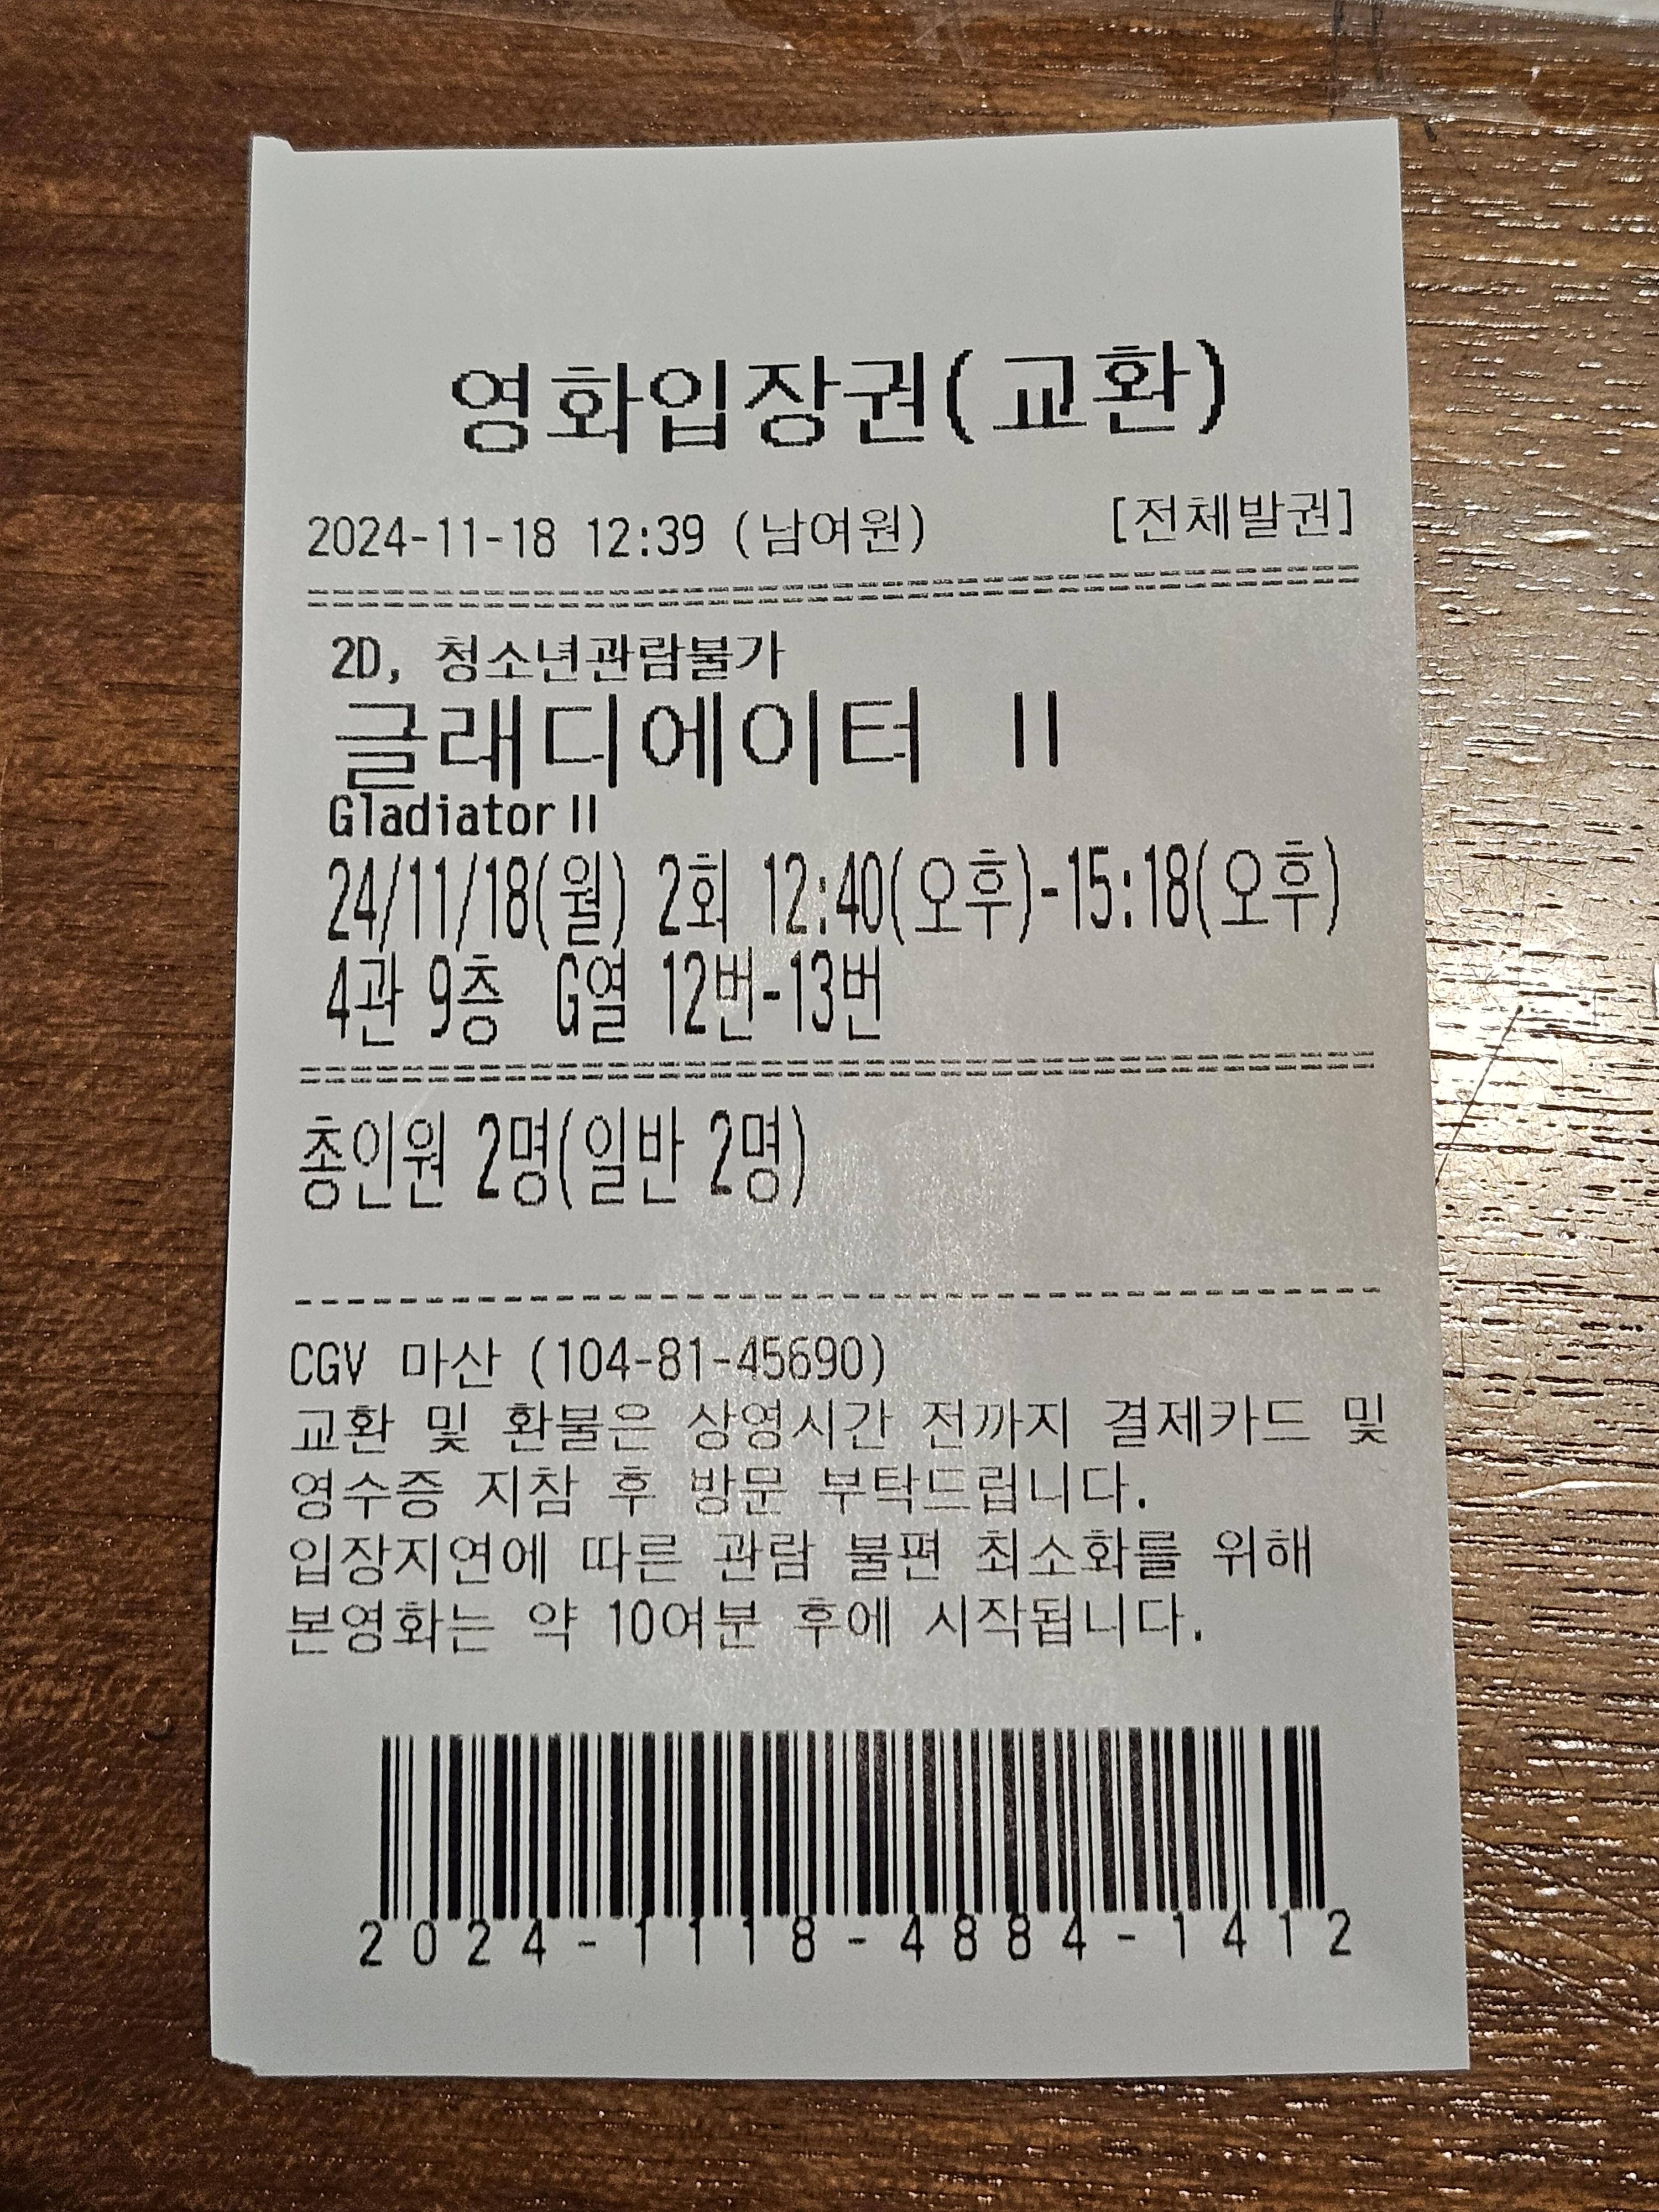 영화입장권(교환)
2024-11-18 12:39 (남여원) [전체발권]
2D, 청소년관람불가
글래디에이터 II
Gladiator II
24/11/18(월) 2회 12:40(오후)-15:18(오후)
4관 9층 G열 12번-13번
총인원 2명(일반 2명)
CGV 마산 (104-81-45690)
교환 및 환불은 상영시간 전까지 결제카드 및
영수증 지참 후 방문 부탁드립니다.
입장지연에 따른 관람 불편 최소화를 위해
본영화는 약 10여분 후에 시작됩니다.
2024-1118-4884-1412